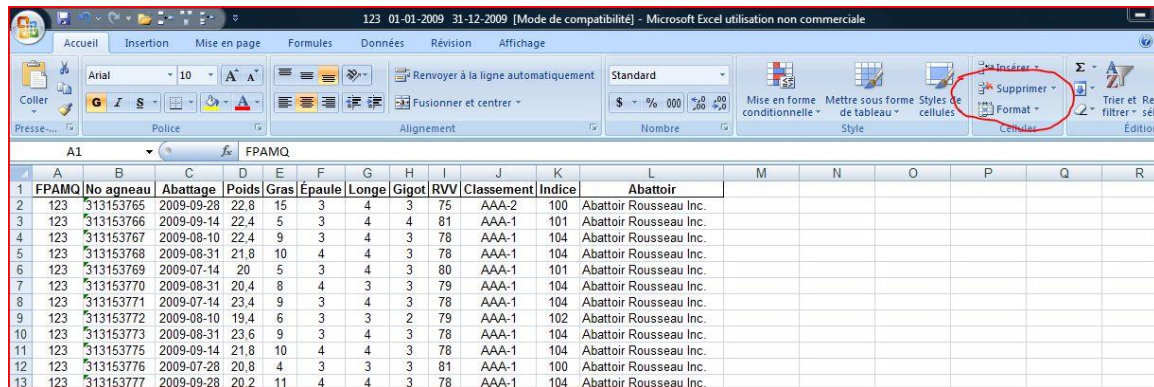 123 01-01-2009 31-12-2009 [Mode de compatibilité] - Microsoft Excel utilisation non commerciale
Accueil Insertion Mise en page Formules Données Révision Affichage
Arial 10 A A Renvoyer à la ligne automatiquement Standard Insérer Σ
Coller G I S A Fusionner et centrer $ % 000 Mise en forme conditionnelle Mettre sous forme de tableau Styles de cellules Supprimer Format Trier et filtrer
Presse-... Police Alignement Nombre Style Cellules Éditio
A1 fx FPAMQ
A B C D E F G H I J K L M N O P Q R
1 FPAMQ No agneau Abattage Poids Gras Épaule Longe Gigot RVV Classement Indice Abattoir
2 123 313153765 2009-09-28 22,8 15 3 4 3 75 AAA-2 100 Abattoir Rousseau Inc.
3 123 313153766 2009-09-14 22,4 5 3 4 4 81 AAA-1 101 Abattoir Rousseau Inc.
4 123 313153767 2009-08-10 22,4 9 3 4 3 78 AAA-1 104 Abattoir Rousseau Inc.
5 123 313153768 2009-08-31 21,8 10 4 4 3 78 AAA-1 104 Abattoir Rousseau Inc.
6 123 313153769 2009-07-14 20 5 3 4 3 80 AAA-1 101 Abattoir Rousseau Inc.
7 123 313153770 2009-08-31 20,4 8 4 3 3 79 AAA-1 104 Abattoir Rousseau Inc.
8 123 313153771 2009-07-14 23,4 9 3 4 3 78 AAA-1 104 Abattoir Rousseau Inc.
9 123 313153772 2009-08-10 19,4 6 3 3 2 79 AAA-1 102 Abattoir Rousseau Inc.
10 123 313153773 2009-08-31 23,6 9 3 4 3 78 AAA-1 104 Abattoir Rousseau Inc.
11 123 313153775 2009-09-14 21,8 10 4 4 3 78 AAA-1 104 Abattoir Rousseau Inc.
12 123 313153776 2009-07-28 20,8 4 3 3 3 81 AAA-1 100 Abattoir Rousseau Inc.
13 123 313153777 2009-09-28 20,2 11 4 4 3 78 AAA-1 104 Abattoir Rousseau Inc.